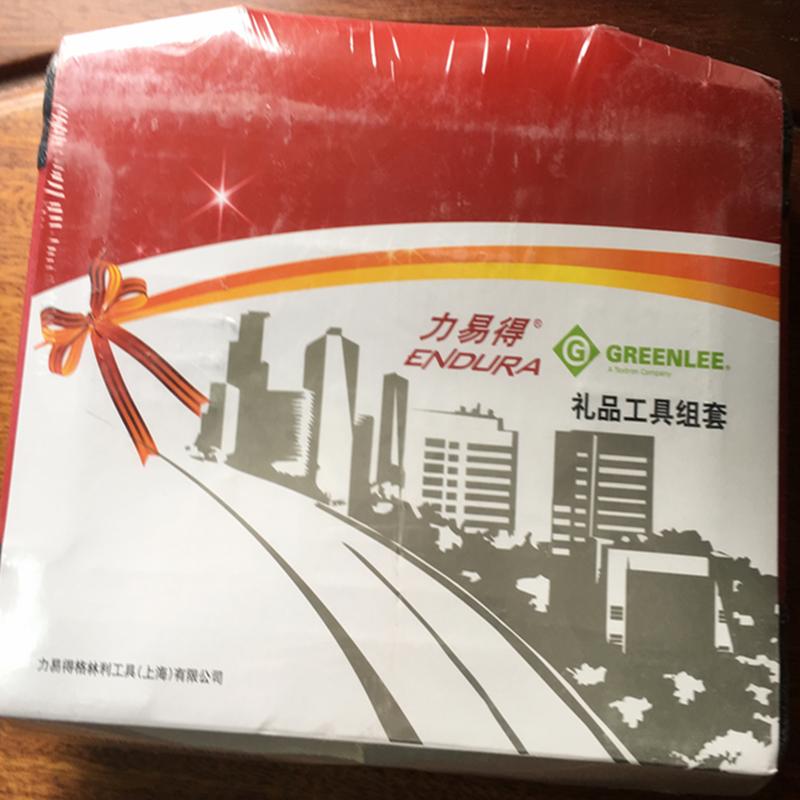 力易得®
ENDURA
G GREENLEE®
A Textron Company
礼品工具组套
力易得格林利工具(上海)有限公司